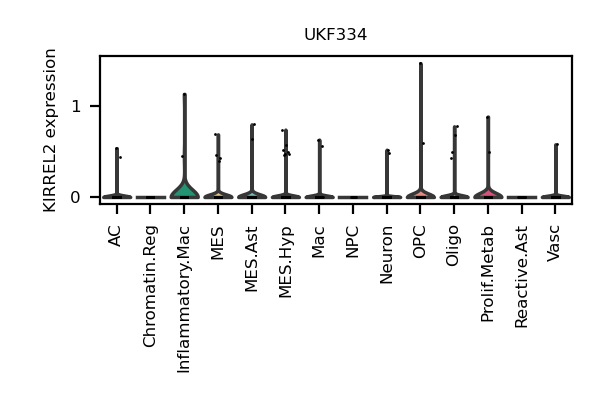 UKF334
KIRREL2 expression
1
0
AC
Chromatin.Reg
Inflammatory.Mac
MES
MES.Ast
MES.Hyp
Mac
NPC
Neuron
OPC
Oligo
Prolif.Metab
Reactive.Ast
Vasc